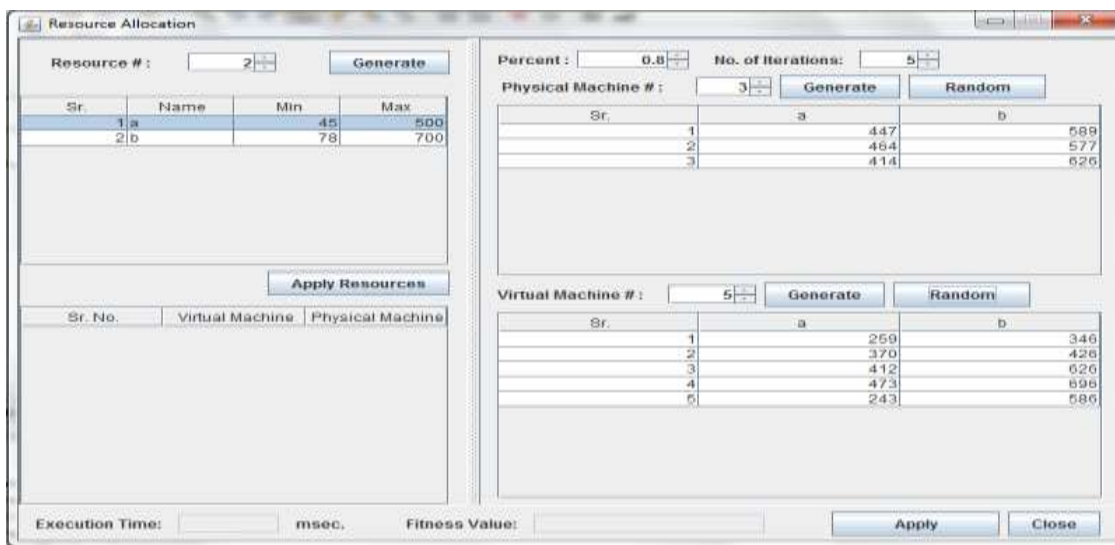 Resource Allocation
Resource # : 2 Generate
Sr. Name Min Max
1 a 45 500
2 b 78 700
Apply Resources
Sr. No. Virtual Machine Physical Machine
Percent : 0.8 No. of Iterations: 5
Physical Machine # : 3 Generate Random
Sr. a b
1 447 589
2 464 577
3 414 626
Virtual Machine # : 5 Generate Random
Sr. a b
1 259 346
2 370 426
3 412 626
4 473 696
5 243 586
Execution Time: msec. Fitness Value: Apply Close